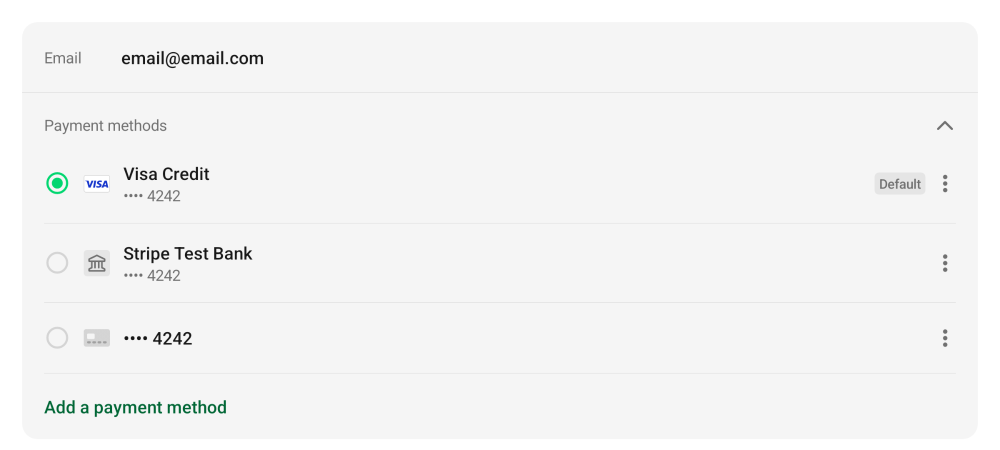 Email email@email.com
Payment methods
VISA Visa Credit
•••• 4242
Default
Stripe Test Bank
•••• 4242
•••• 4242
Add a payment method